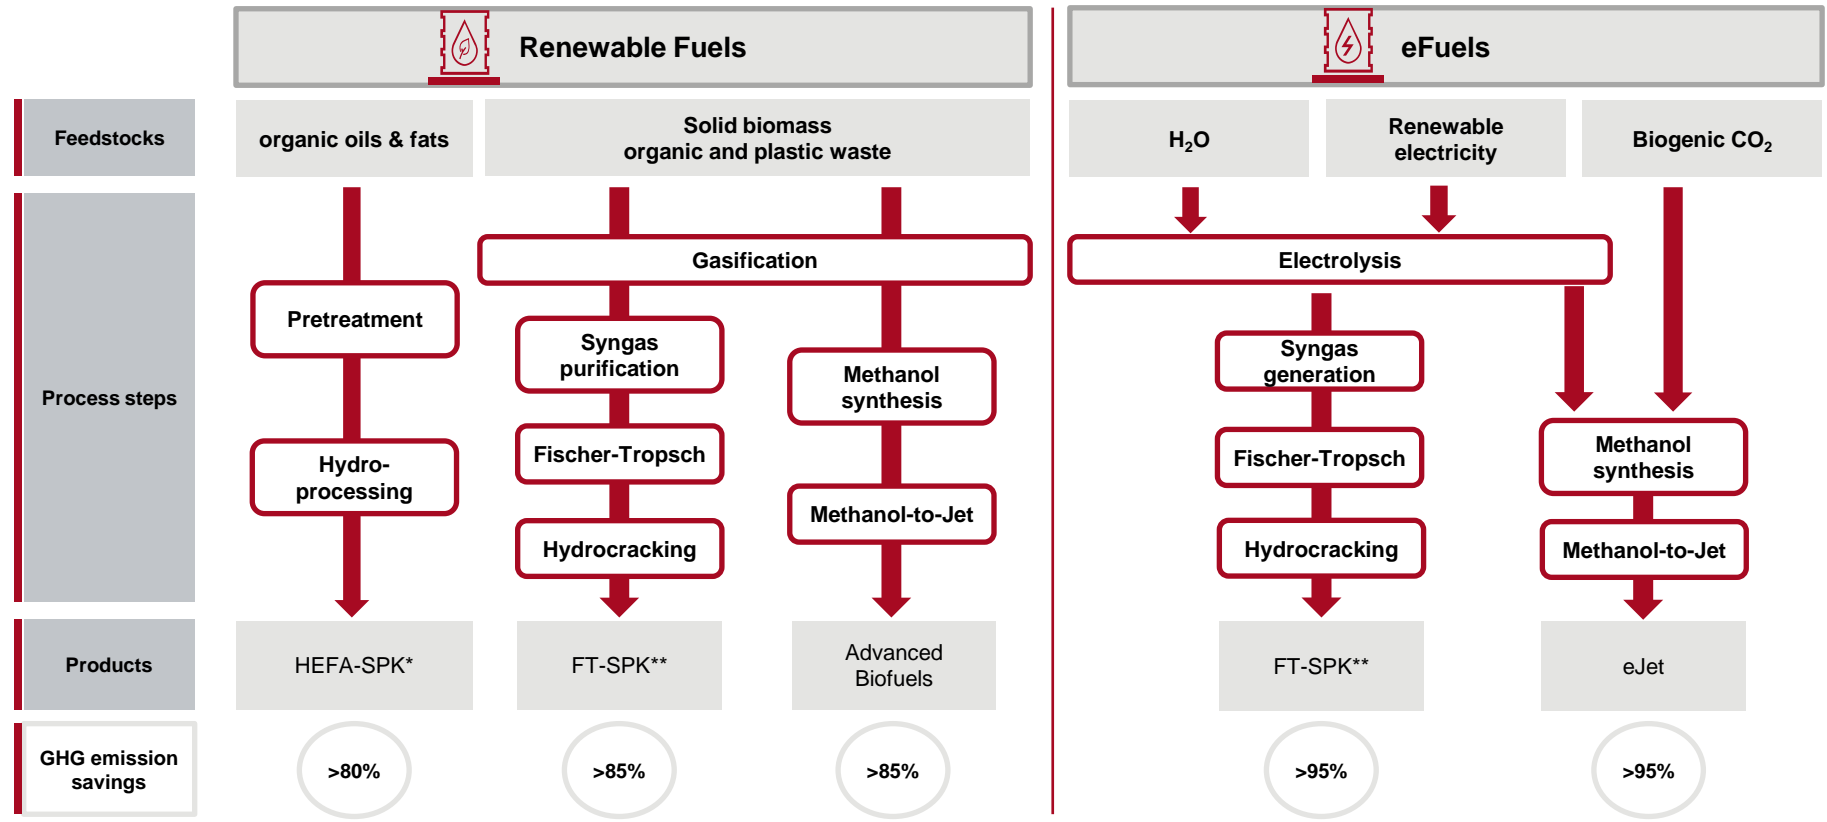 Renewable Fuels
eFuels
Feedstocks
organic oils & fats
Solid biomass
organic and plastic waste
H₂O
Renewable
electricity
Biogenic CO₂
Process steps
Gasification
Electrolysis
Pretreatment
Syngas
purification
Methanol
synthesis
Syngas
generation
Hydro-
processing
Fischer-Tropsch
Fischer-Tropsch
Methanol
synthesis
Methanol-to-Jet
Hydrocracking
Hydrocracking
Methanol-to-Jet
Products
HEFA-SPK*
FT-SPK**
Advanced
Biofuels
FT-SPK**
eJet
GHG emission
savings
>80%
>85%
>85%
>95%
>95%